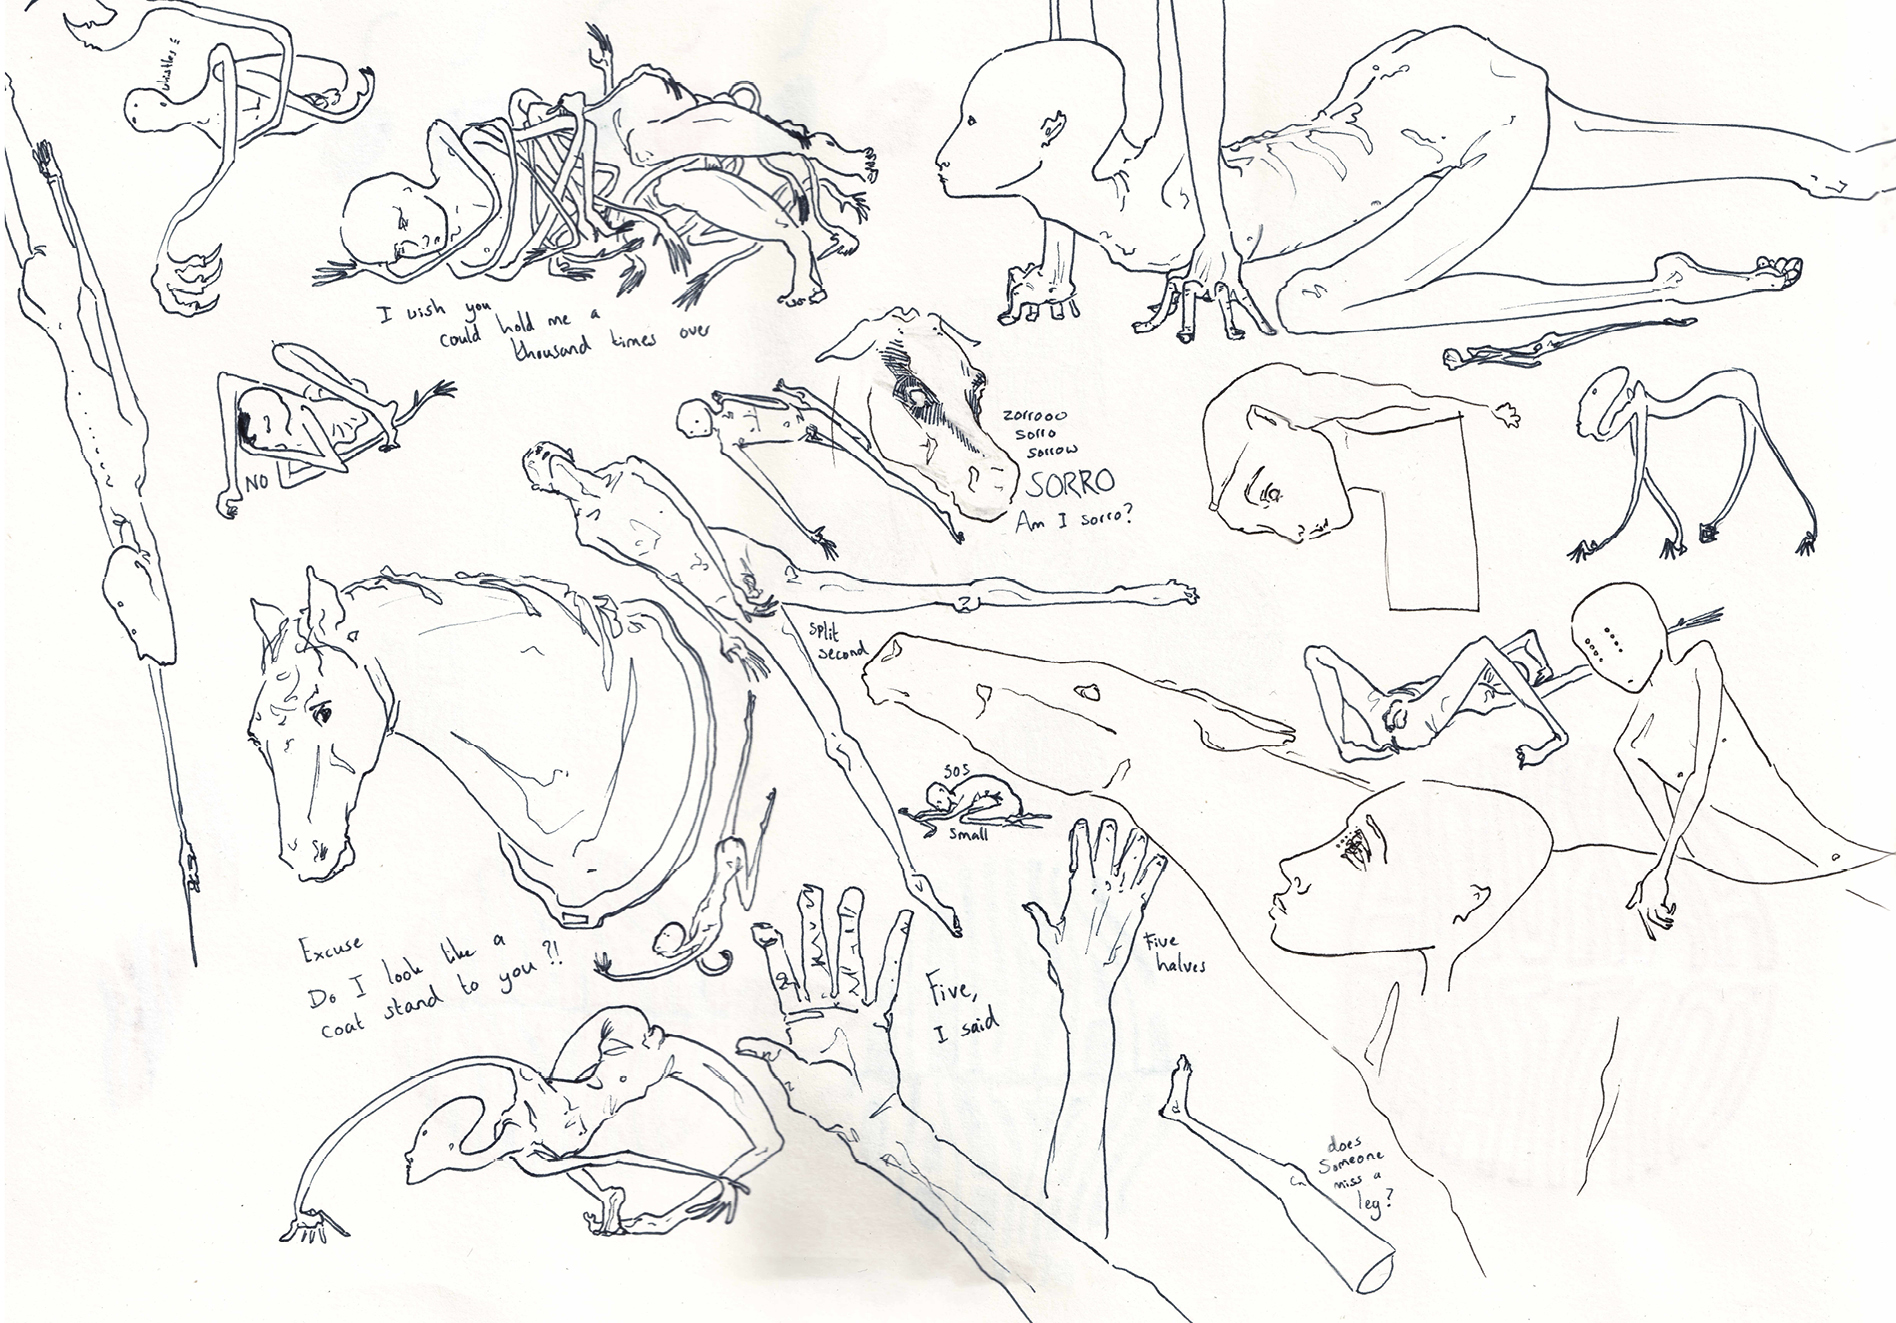 whistles :
I wish you
could hold me a
thousand times over
NO
zorrooo
sorro
sorrow
SORRO
Am I sorro?
split
second
SOS
small
Excuse
Do I look like a
coat stand to you?!
Five,
I said
Five
halves
does
Someone
miss a
leg?